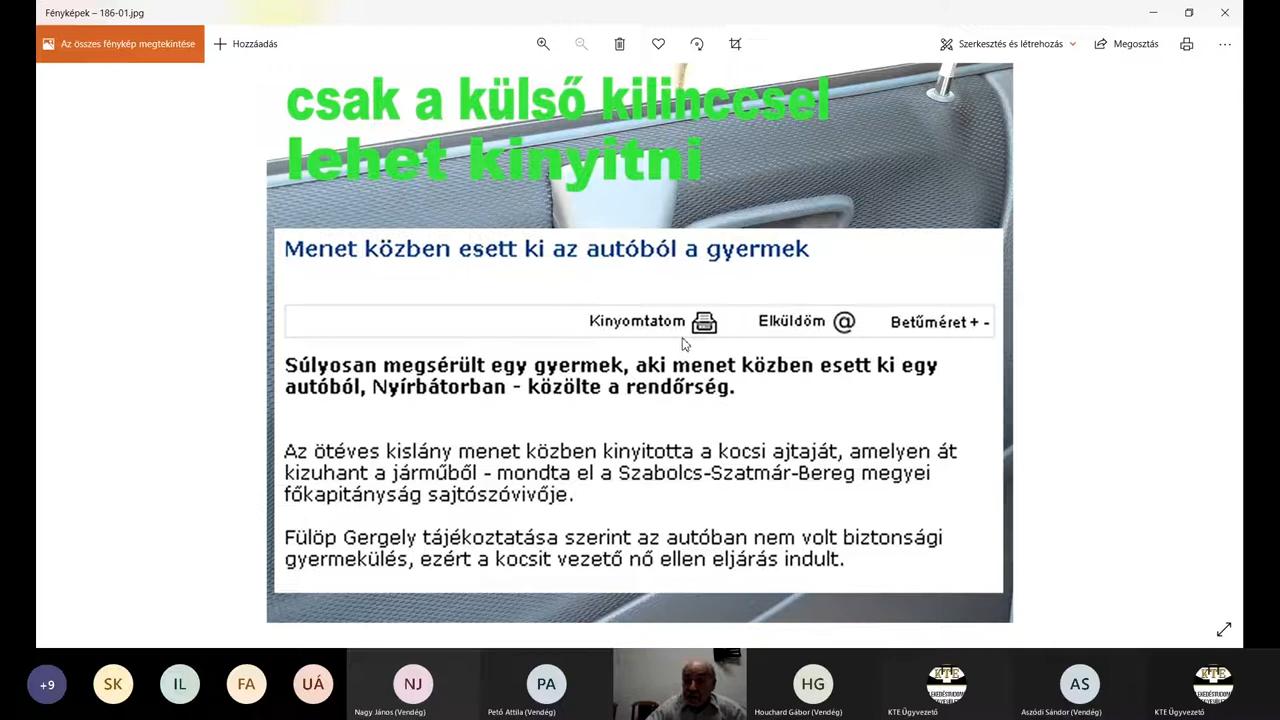 Fényképek – 186-01.jpg
Az összes fénykép megtekintése
Hozzáadás
Szerkesztés és létrehozás
Megosztás
csak a külső kilinccsel
lehet kinyitni
Menet közben esett ki az autóból a gyermek
Kinyomtatom Elküldöm @ Betűméret + -
Súlyosan megsérült egy gyermek, aki menet közben esett ki egy
autóból, Nyírbátorban - közölte a rendőrség.
Az ötéves kislány menet közben kinyitotta a kocsi ajtaját, amelyen át
kizuhant a járműből - mondta el a Szabolcs-Szatmár-Bereg megyei
főkapitányság sajtószóvivője.
Fülöp Gergely tájékoztatása szerint az autóban nem volt biztonsági
gyermekülés, ezért a kocsit vezető nő ellen eljárás indult.
+9 SK IL FA UÁ NJ PA HG KTE AS KTE
Nagy János (Vendég) Pető Attila (Vendég) Houchard Gábor (Vendég) KTE Ügyvezető Aszódi Sándor (Vendég) KTE Ügyvezető